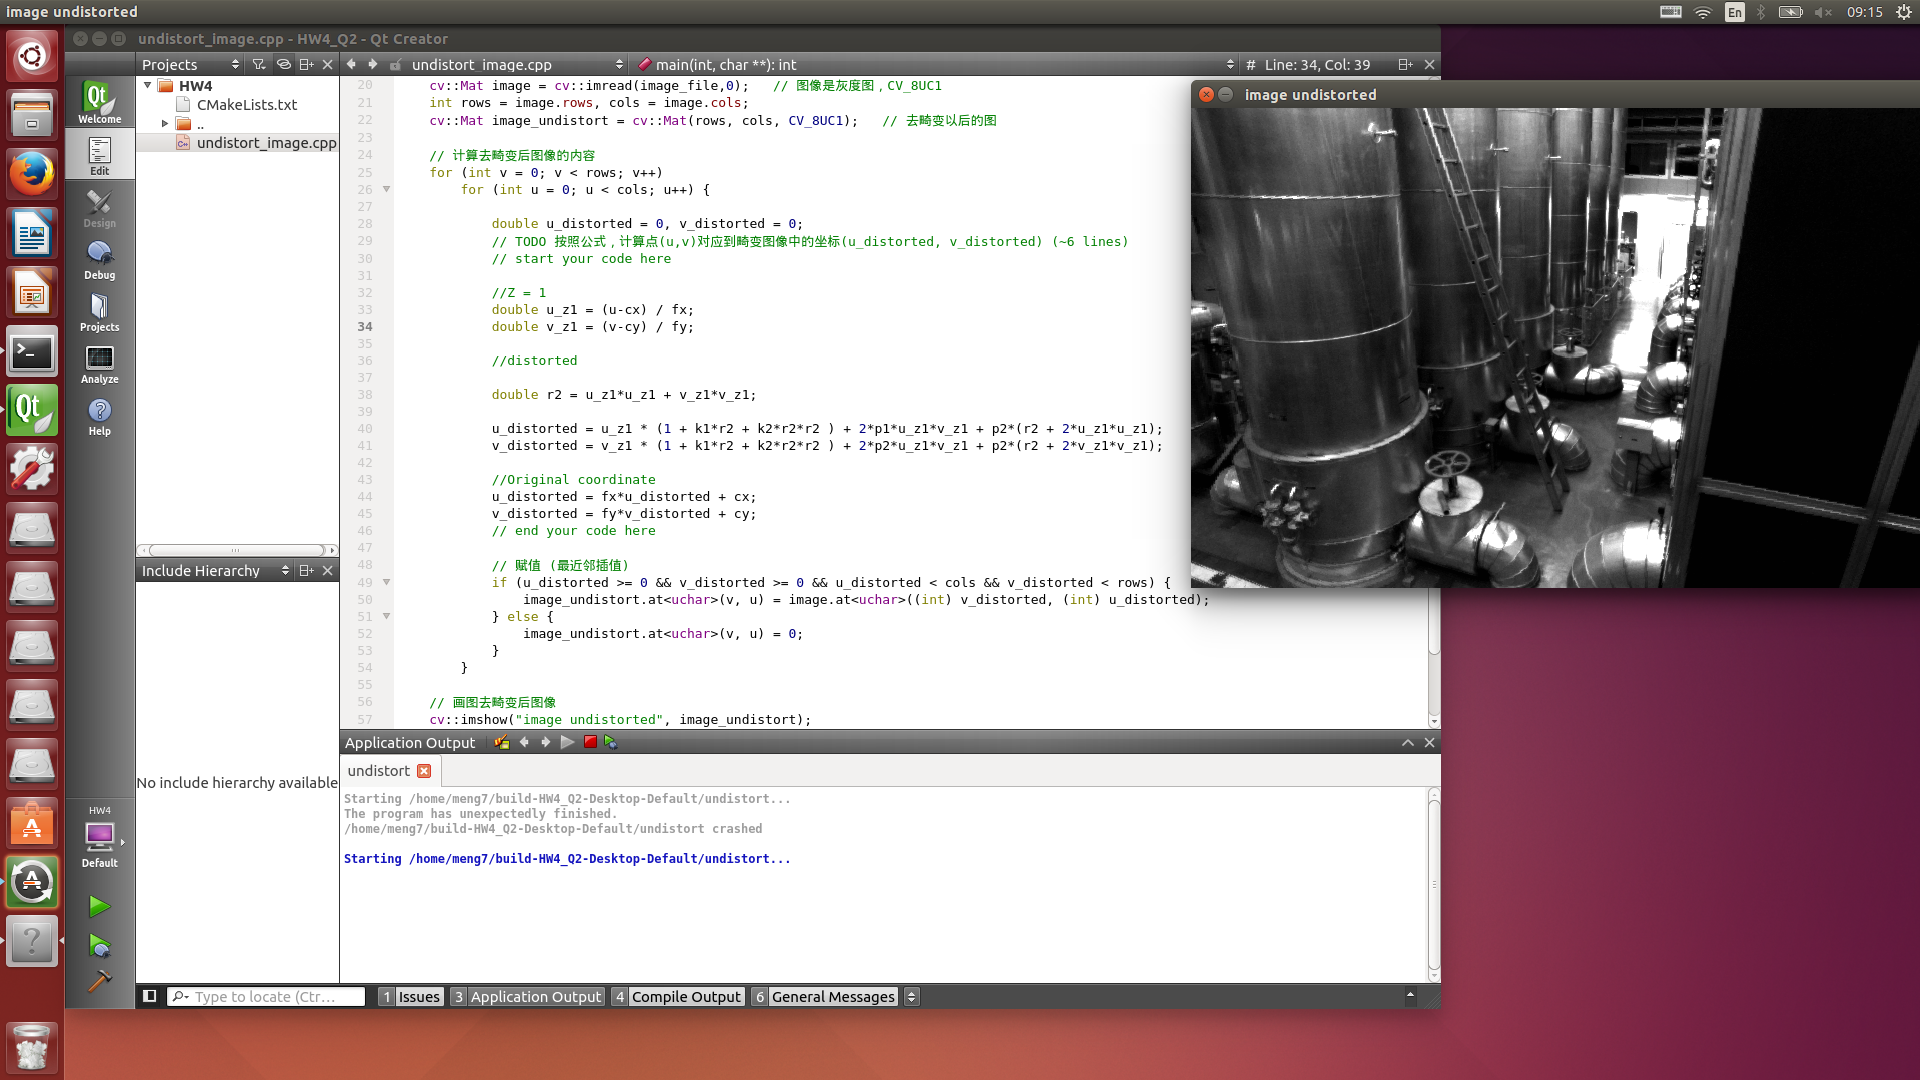 image undistorted
En
09:15
undistort_image.cpp - HW4_Q2 - Qt Creator
Projects
undistort_image.cpp
main(int, char **): int
# Line: 34, Col: 39
Welcome
Edit
Design
Debug
Projects
Analyze
Help
HW4
CMakeLists.txt
..
undistort_image.cpp
Include Hierarchy
No include hierarchy available
HW4
Default
20 cv::Mat image = cv::imread(image_file,0); // 图像是灰度图，CV_8UC1
21 int rows = image.rows, cols = image.cols;
22 cv::Mat image_undistort = cv::Mat(rows, cols, CV_8UC1); // 去畸变以后的图
23
24 // 计算去畸变后图像的内容
25 for (int v = 0; v < rows; v++)
26 for (int u = 0; u < cols; u++) {
27
28 double u_distorted = 0, v_distorted = 0;
29 // TODO 按照公式，计算点(u,v)对应到畸变图像中的坐标(u_distorted, v_distorted) (~6 lines)
30 // start your code here
31
32 //Z = 1
33 double u_z1 = (u-cx) / fx;
34 double v_z1 = (v-cy) / fy;
35
36 //distorted
37
38 double r2 = u_z1*u_z1 + v_z1*v_z1;
39
40 u_distorted = u_z1 * (1 + k1*r2 + k2*r2*r2 ) + 2*p1*u_z1*v_z1 + p2*(r2 + 2*u_z1*u_z1);
41 v_distorted = v_z1 * (1 + k1*r2 + k2*r2*r2 ) + 2*p2*u_z1*v_z1 + p2*(r2 + 2*v_z1*v_z1);
42
43 //Original coordinate
44 u_distorted = fx*u_distorted + cx;
45 v_distorted = fy*v_distorted + cy;
46 // end your code here
47
48 // 赋值 (最近邻插值)
49 if (u_distorted >= 0 && v_distorted >= 0 && u_distorted < cols && v_distorted < rows) {
50 image_undistort.at<uchar>(v, u) = image.at<uchar>((int) v_distorted, (int) u_distorted);
51 } else {
52 image_undistort.at<uchar>(v, u) = 0;
53 }
54 }
55
56 // 画图去畸变后图像
57 cv::imshow("image undistorted", image_undistort);
image undistorted
Application Output
undistort
Starting /home/meng7/build-HW4_Q2-Desktop-Default/undistort...
The program has unexpectedly finished.
/home/meng7/build-HW4_Q2-Desktop-Default/undistort crashed
Starting /home/meng7/build-HW4_Q2-Desktop-Default/undistort...
Type to locate (Ctr...
1 Issues
3 Application Output
4 Compile Output
6 General Messages